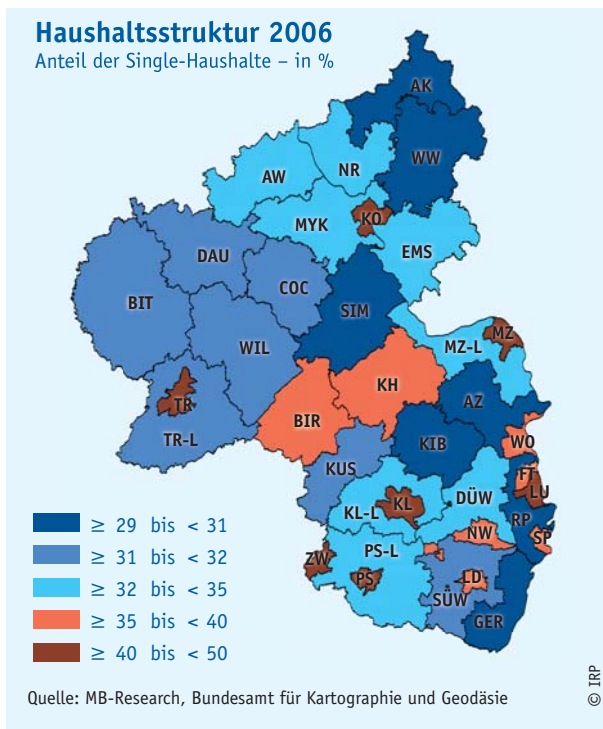 Haushaltsstruktur 2006
Anteil der Single-Haushalte – in %
AK
WW
NR
AW
KO
MYK
EMS
DAU
COC
BIT
SIM
WIL
MZ
MZ-L
KH
TR
AZ
BIR
TR-L
WO
KIB
KUS
FT
LU
DÜW
KL
KL-L
RP
NW
SP
PS-L
ZW
PS
LD
SÜW
GER
≥ 29 bis < 31
≥ 31 bis < 32
≥ 32 bis < 35
≥ 35 bis < 40
≥ 40 bis < 50
Quelle: MB-Research, Bundesamt für Kartographie und Geodäsie
© IRP